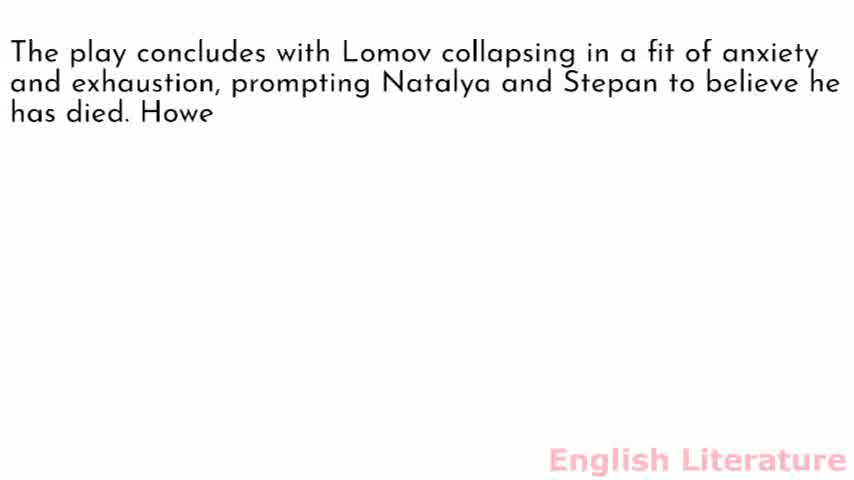 The play concludes with Lomov collapsing in a fit of anxiety
and exhaustion, prompting Natalya and Stepan to believe he
has died. Howe
English Literature